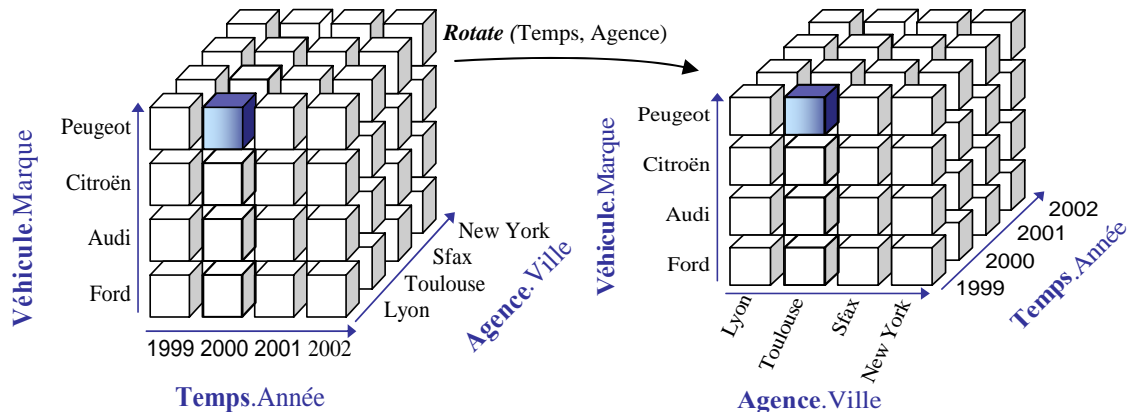 Rotate (Temps, Agence)
Véhicule.Marque
Peugeot
Citroën
Audi
Ford
New York
Sfax
Toulouse
Lyon
Agence.Ville
1999 2000 2001 2002
Temps.Année
Véhicule.Marque
Peugeot
Citroën
Audi
Ford
2002
2001
2000
1999
Temps.Année
Lyon
Toulouse
Sfax
New York
Agence.Ville